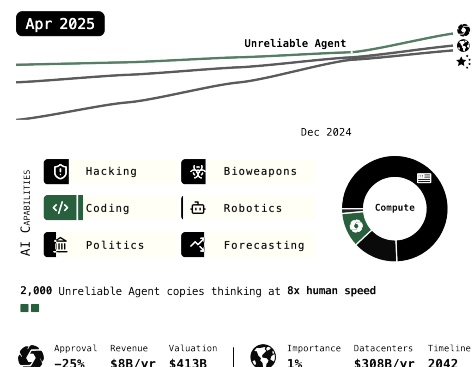 Apr 2025
Unreliable Agent
Dec 2024
AI Capabilities
Hacking
Bioweapons
Coding
Robotics
Politics
Forecasting
Compute
2,000 Unreliable Agent copies thinking at 8x human speed
Approval Revenue Valuation
-25% $8B/yr $413B
Importance Datacenters Timeline
1% $308B/yr 2042